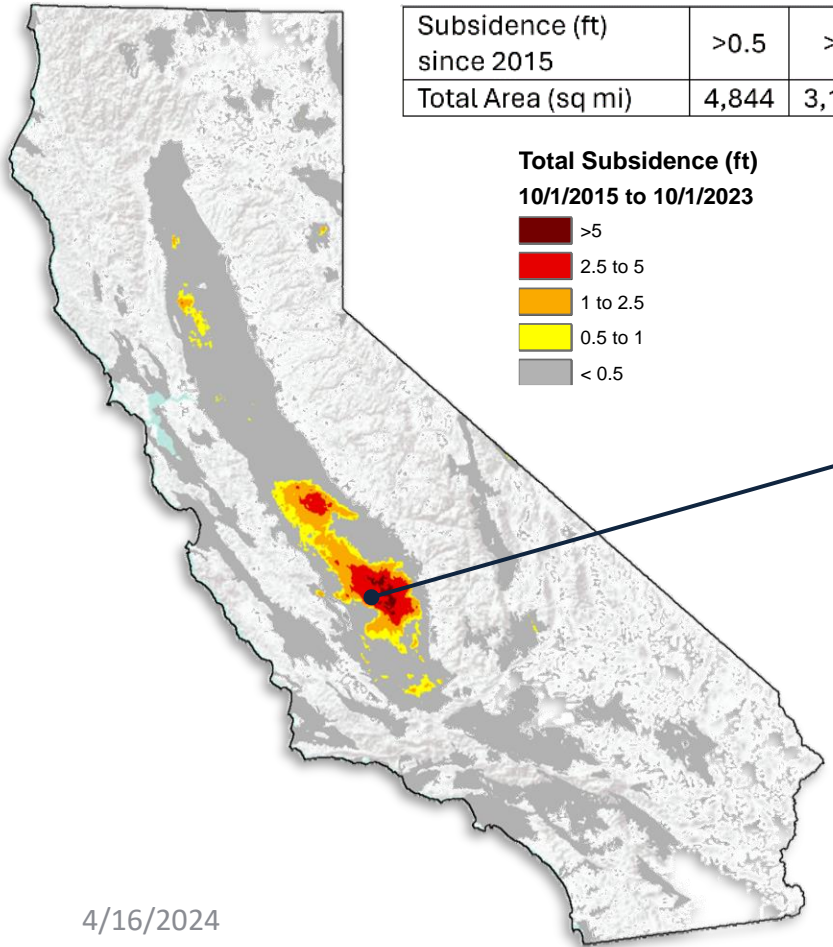 Subsidence (ft)
since 2015
>0.5
>
Total Area (sq mi)
4,844
3,1
Total Subsidence (ft)
10/1/2015 to 10/1/2023
>5
2.5 to 5
1 to 2.5
0.5 to 1
< 0.5
4/16/2024